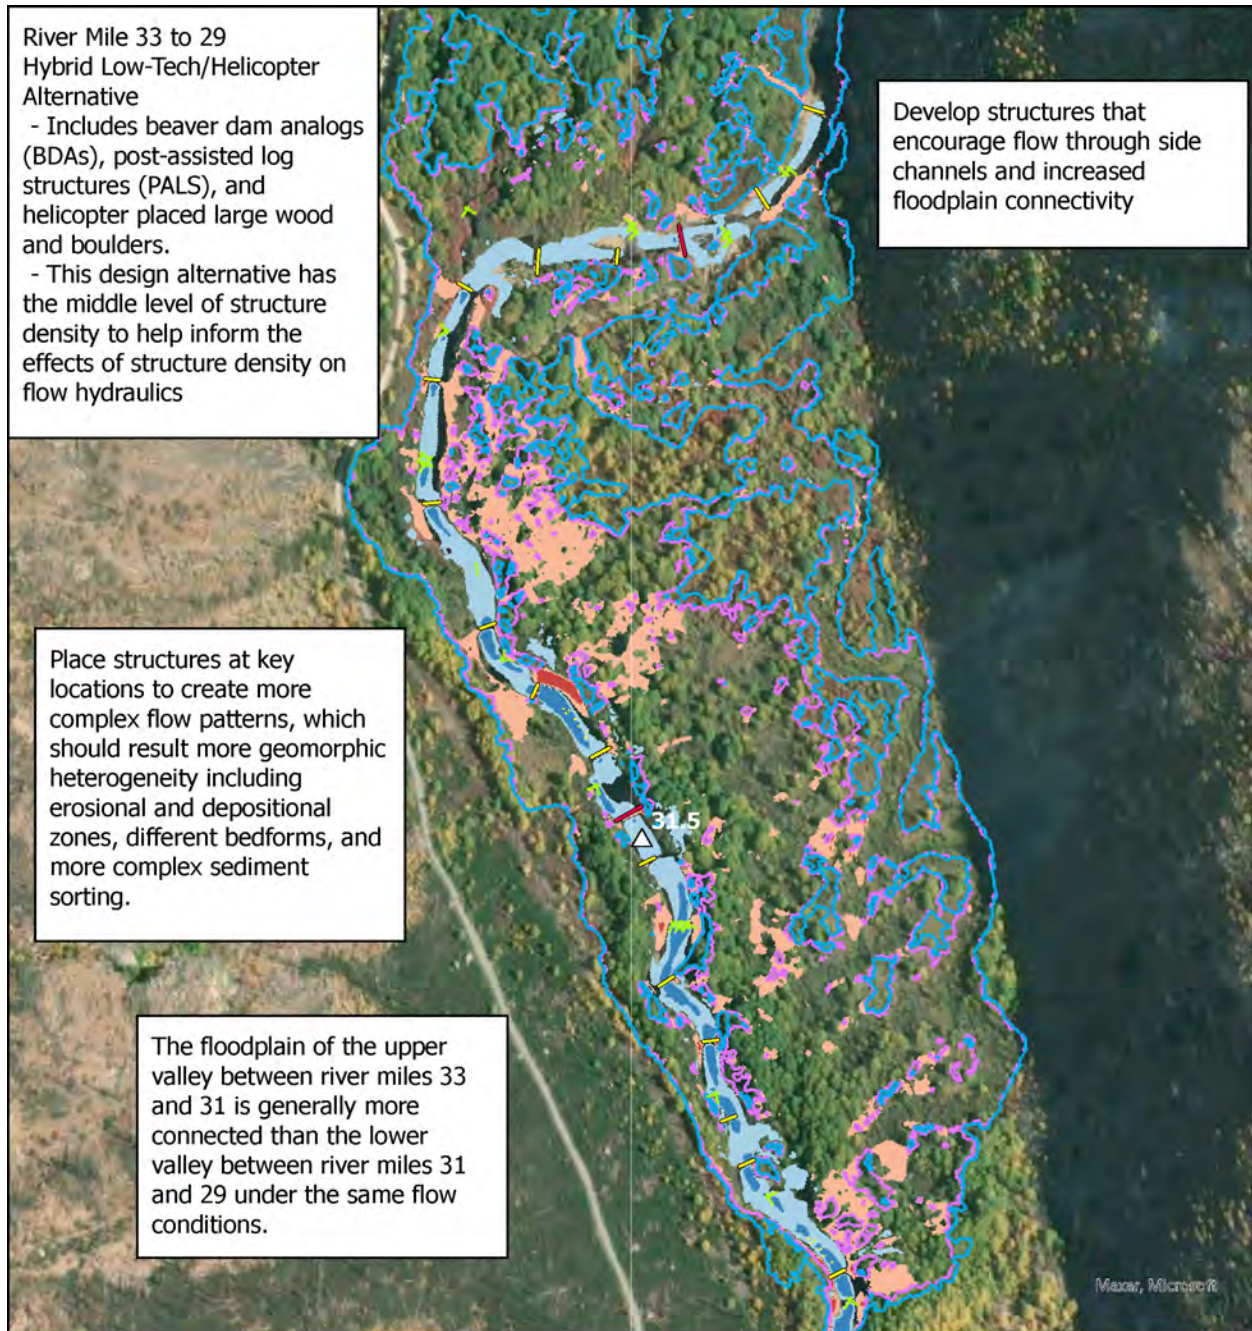 River Mile 33 to 29
Hybrid Low-Tech/Helicopter
Alternative
- Includes beaver dam analogs
(BDAs), post-assisted log
structures (PALS), and
helicopter placed large wood
and boulders.
- This design alternative has
the middle level of structure
density to help inform the
effects of structure density on
flow hydraulics
Develop structures that
encourage flow through side
channels and increased
floodplain connectivity
Place structures at key
locations to create more
complex flow patterns, which
should result more geomorphic
heterogeneity including
erosional and depositional
zones, different bedforms, and
more complex sediment
sorting.
31.5
The floodplain of the upper
valley between river miles 33
and 31 is generally more
connected than the lower
valley between river miles 31
and 29 under the same flow
conditions.
Maxar, Microsoft